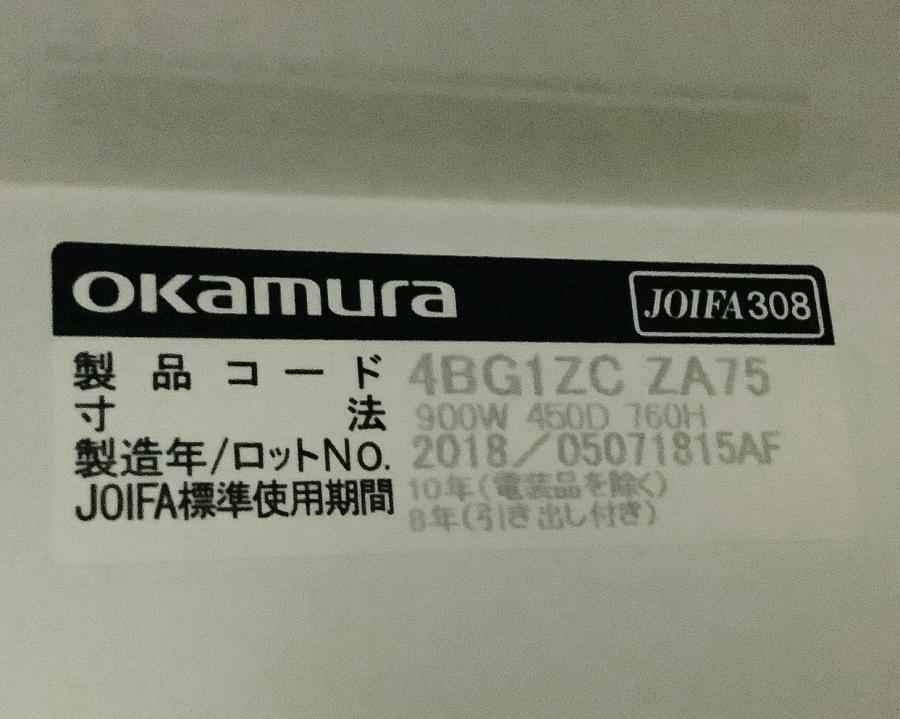 OKamura JOIFA308
製品コード 4BG1ZC ZA75
寸法 900W 450D 760H
製造年/ロットNo. 2018/05071815AF
JOIFA標準使用期間 10年(電装品を除く)
8年(引き出し付き)